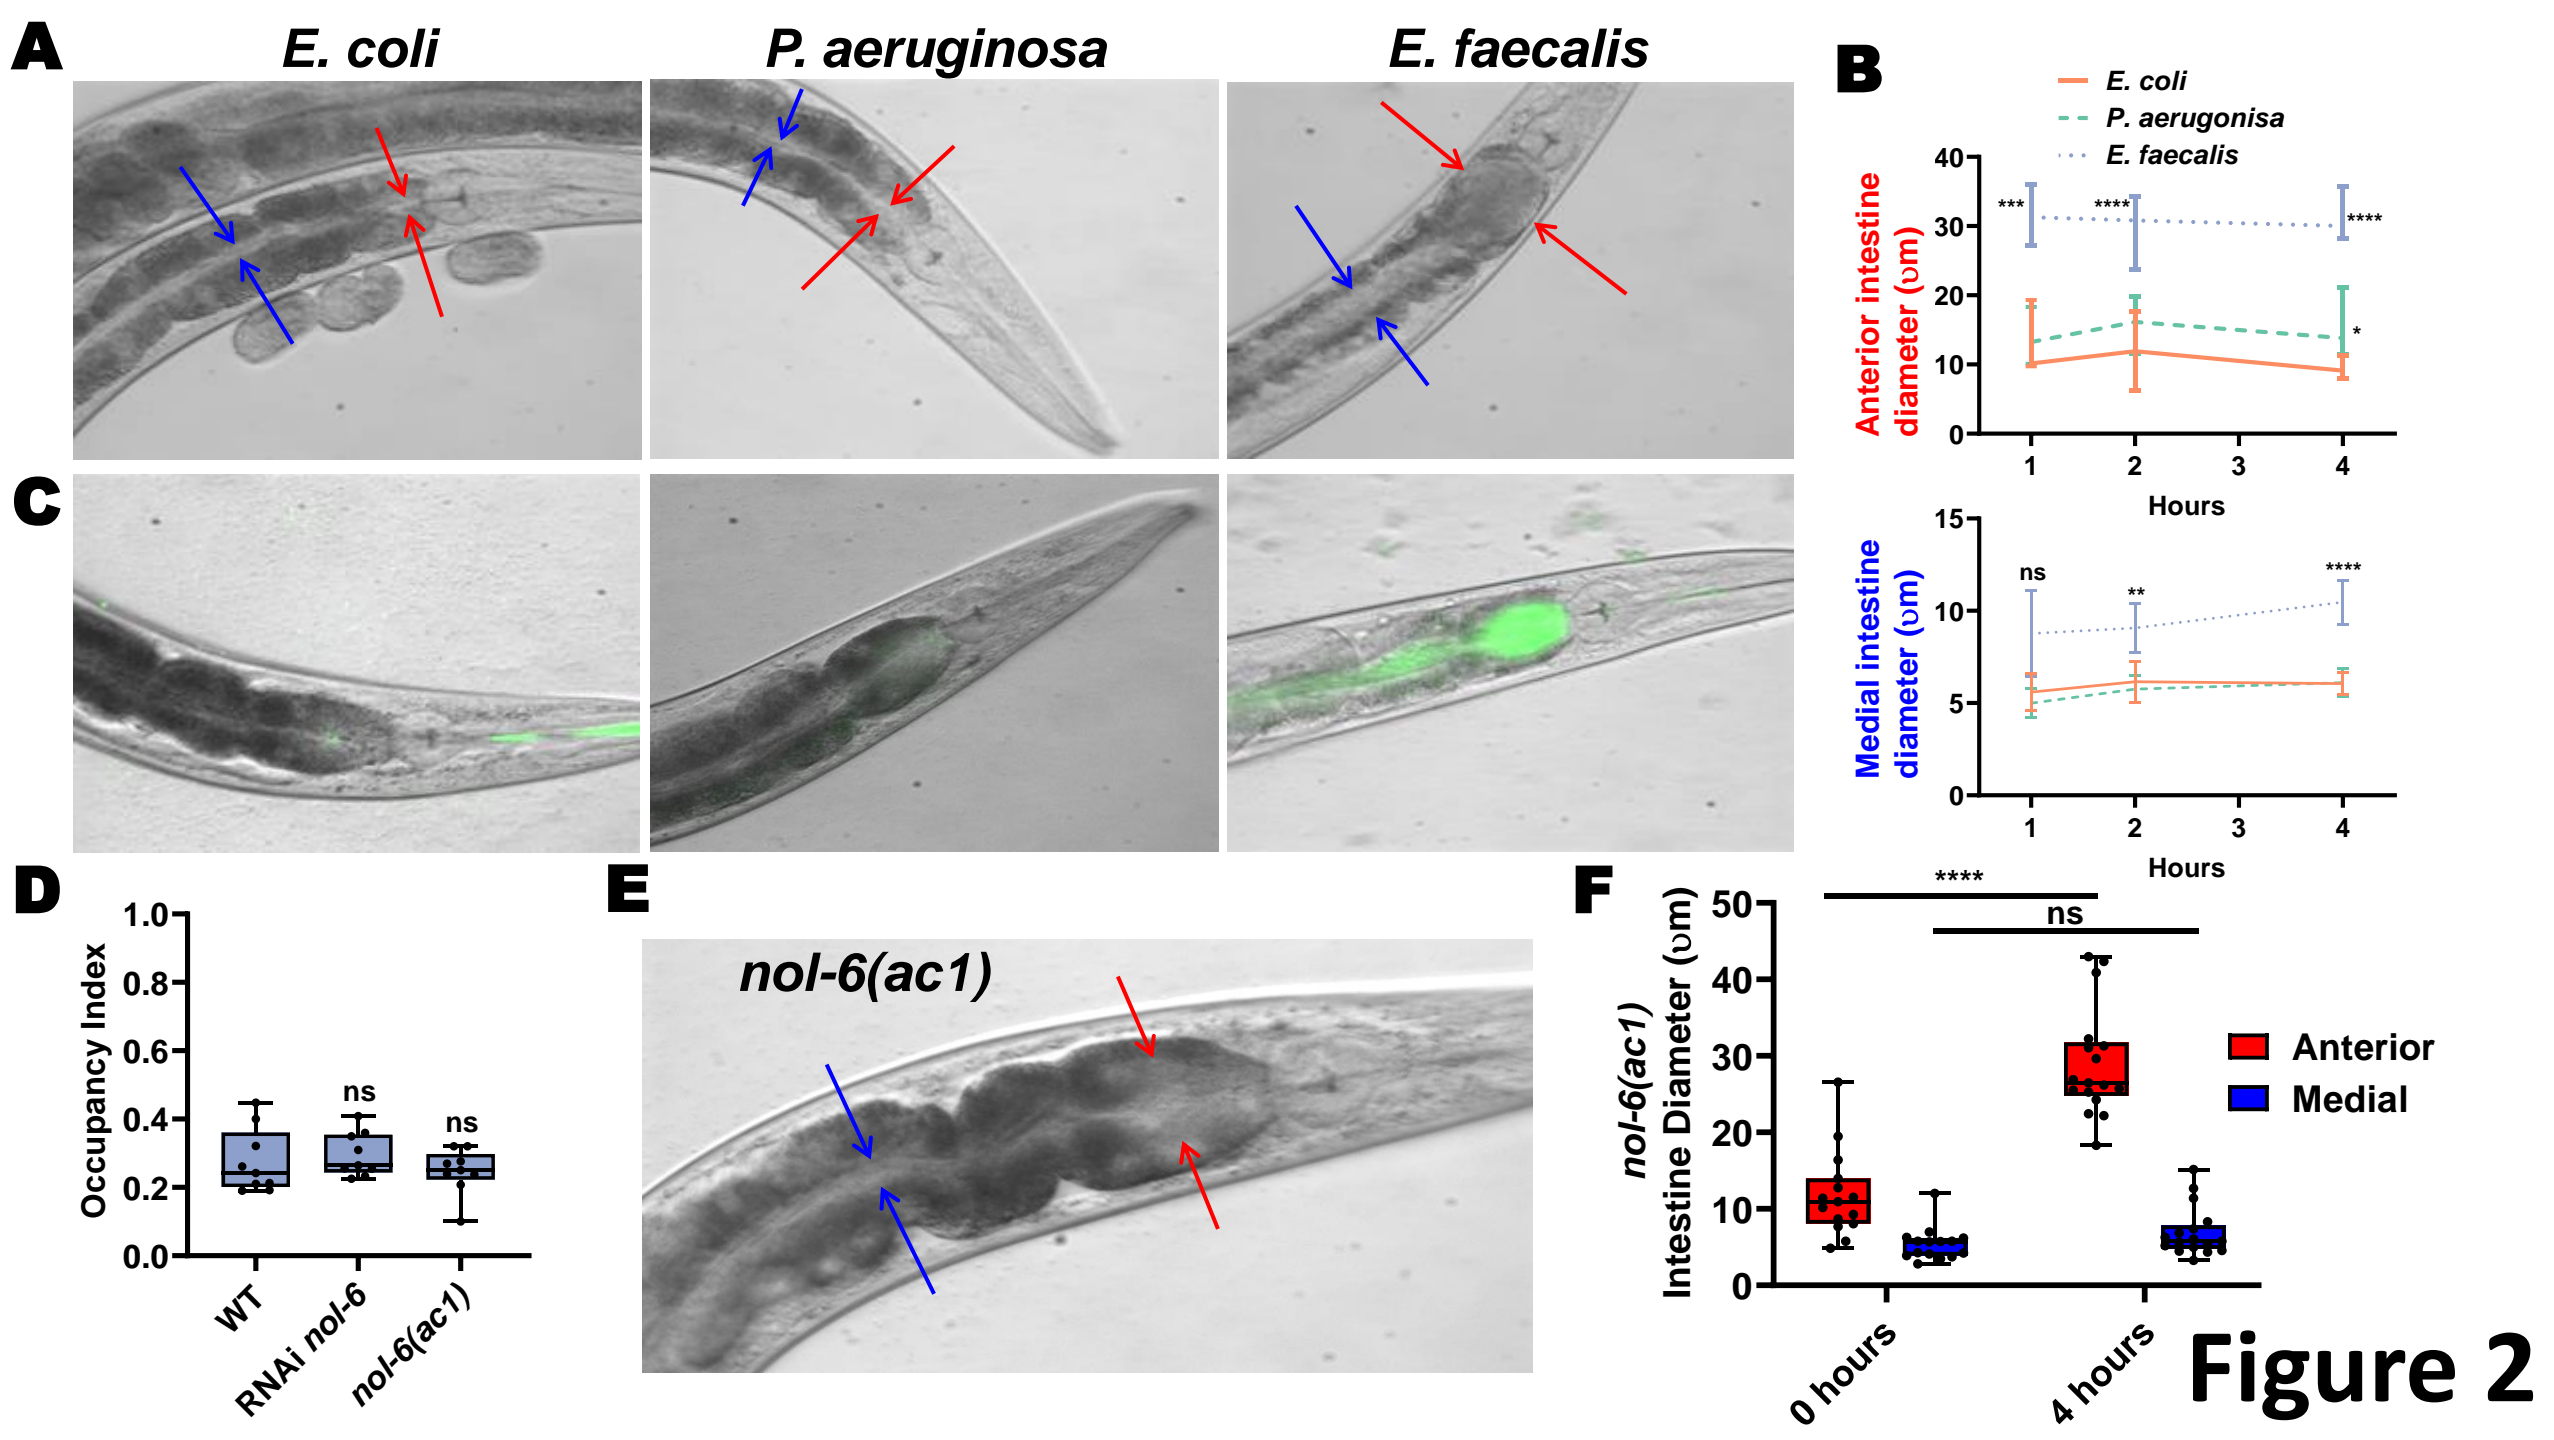 A
E. coli
P. aeruginosa
E. faecalis
B
E. coli
P. aerugonisa
E. faecalis
Anterior intestine
diameter (υm)
40
30
20
10
0
***
****
****
*
1 2 3 4
Hours
C
Medial intestine
diameter (υm)
15
10
5
0
ns
**
****
1 2 3 4
Hours
D
Occupancy Index
1.0
0.8
0.6
0.4
0.2
0.0
ns
ns
WT
RNAi nol-6
nol-6(ac1)
E
nol-6(ac1)
F
nol-6(ac1)
Intestine Diameter (υm)
50
40
30
20
10
0
****
ns
0 hours
4 hours
Anterior
Medial
Figure 2